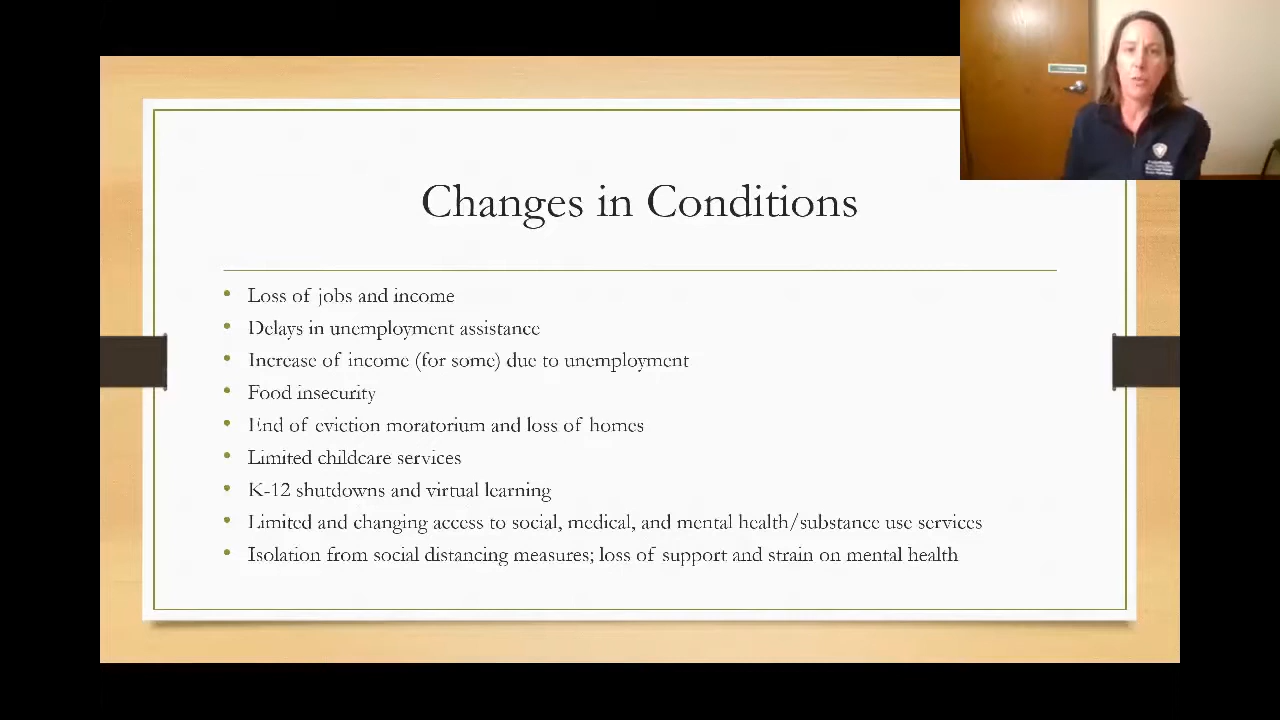 Changes in Conditions
• Loss of jobs and income
• Delays in unemployment assistance
• Increase of income (for some) due to unemployment
• Food insecurity
• End of eviction moratorium and loss of homes
• Limited childcare services
• K-12 shutdowns and virtual learning
• Limited and changing access to social, medical, and mental health/substance use services
• Isolation from social distancing measures; loss of support and strain on mental health